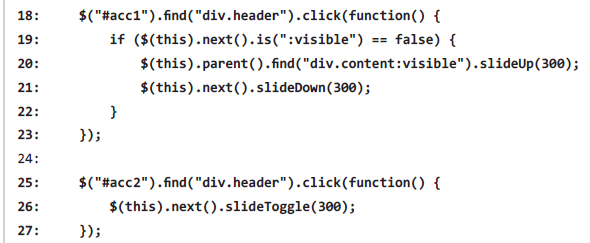 18: $("#acc1").find("div.header").click(function() {
19: if ($(this).next().is(":visible") == false) {
20: $(this).parent().find("div.content:visible").slideUp(300);
21: $(this).next().slideDown(300);
22: }
23: });
24:
25: $("#acc2").find("div.header").click(function() {
26: $(this).next().slideToggle(300);
27: });